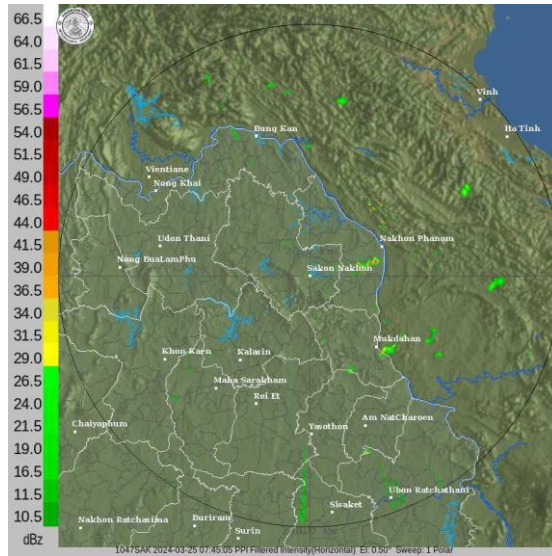 66.5
64.0
61.5
59.0
56.5
54.0
51.5
49.0
46.5
44.0
41.5
39.0
36.5
34.0
31.5
29.0
26.5
24.0
21.5
19.0
16.5
13.0
10.5
dBz
Vinh
Ha Tinh
Bung Kan
Vientiane
Nong Khai
Udon Thani
Nakhon Phanom
Nong BuaLamPhu
Sakon Nakhon
Mukdahan
Khon Kaen
Kalasin
Maha Sarakham
Roi Et
Chaiyaphum
Yasothon
Am NatCharoen
Ubon Ratchathani
Sisaket
Nakhon Ratchasima
Buriram
Surin
1047SAK 2024-03-25 07:45:05 PPI Filtered Intensity(Horizontal) El: 0.50° Sweep: 1 Polar